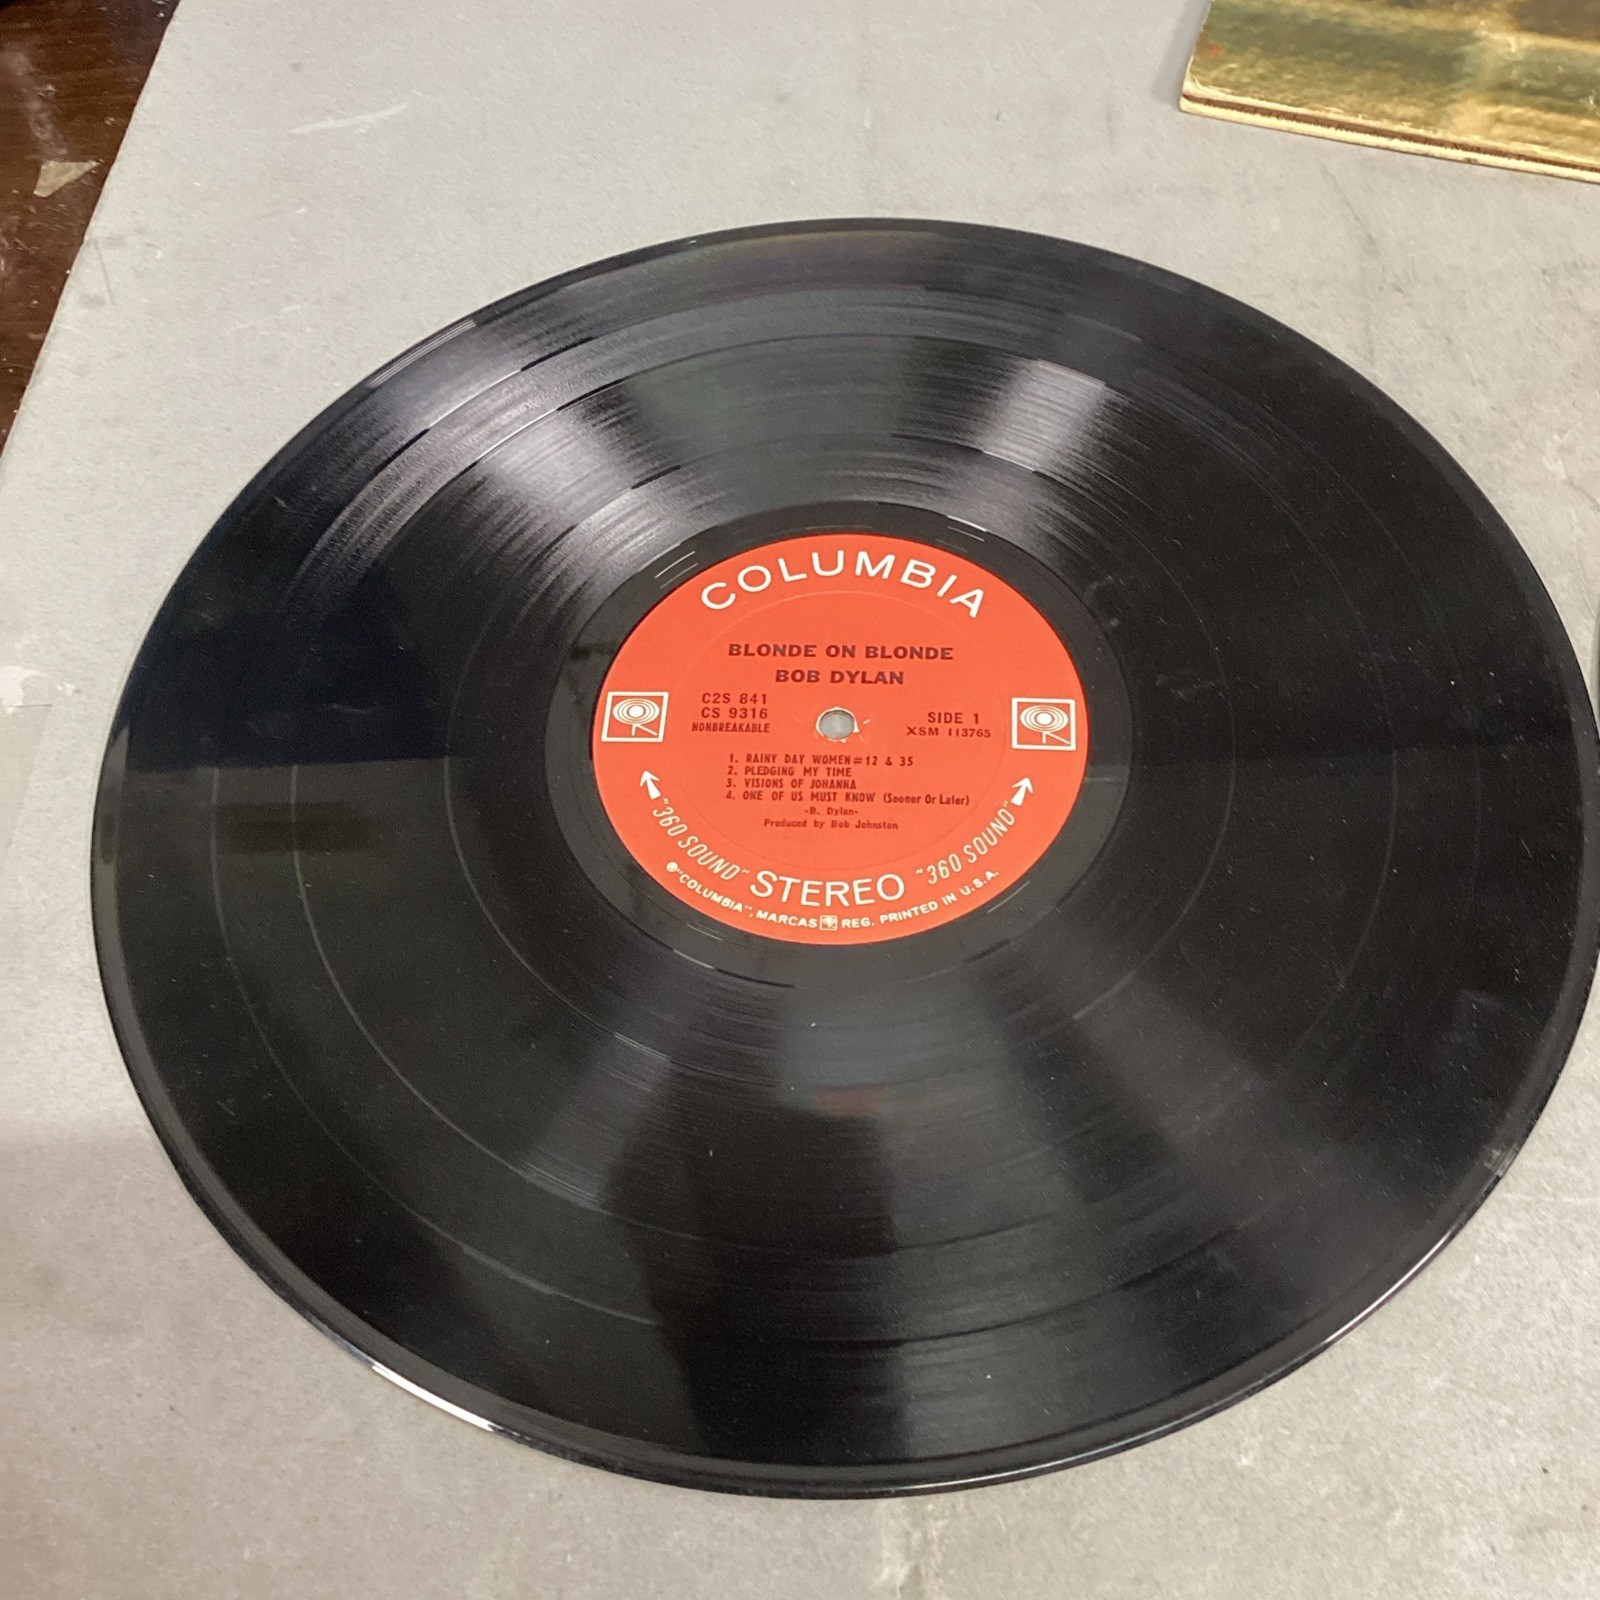 COLUMBIA
BLONDE ON BLONDE
BOB DYLAN
C2S 841
CS 9316
NONBREAKABLE
SIDE 1
XSM 113765
1. RAINY DAY WOMEN #12 & 35
2. PLEDGING MY TIME
3. VISIONS OF JOHANNA
4. ONE OF US MUST KNOW (Sooner Or Later)
-B. Dylan-
Produced by Bob Johnston
"360 SOUND" STEREO "360 SOUND"
®"COLUMBIA", MARCAS REG. PRINTED IN U.S.A.